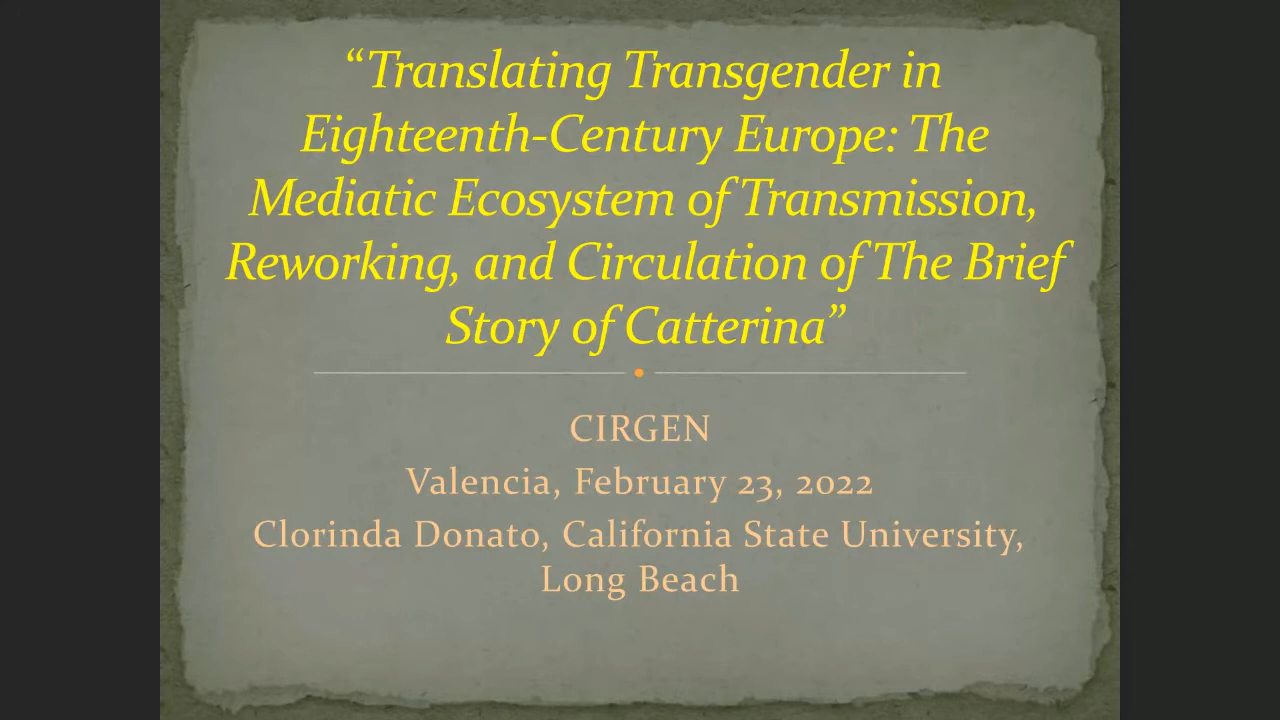 “Translating Transgender in
Eighteenth-Century Europe: The
Mediatic Ecosystem of Transmission,
Reworking, and Circulation of The Brief
Story of Catterina”
CIRGEN
Valencia, February 23, 2022
Clorinda Donato, California State University,
Long Beach